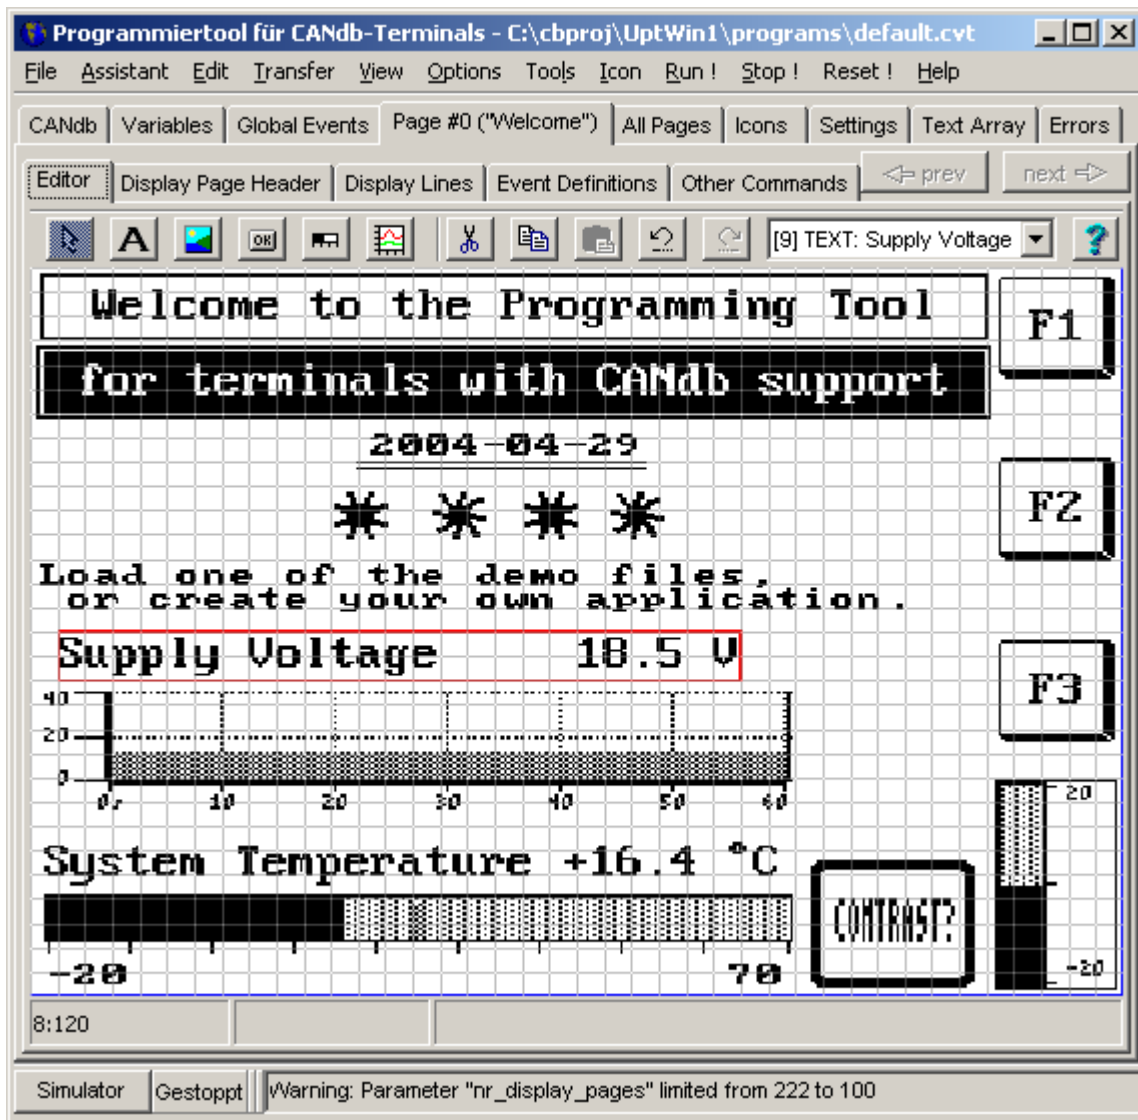 Programmiertool für CANdb-Terminals - C:\cbproj\UptWin1\programs\default.cvt
File Assistant Edit Transfer View Options Tools Icon Run ! Stop ! Reset ! Help
CANdb Variables Global Events Page #0 ("Welcome") All Pages Icons Settings Text Array Errors
Editor Display Page Header Display Lines Event Definitions Other Commands prev next
A OK [9] TEXT: Supply Voltage ?
Welcome to the Programming Tool
F1
for terminals with CANdb support
2004-04-29
F2
Load one of the demo files,
or create your own application.
Supply Voltage 18.5 V
F3
40
20
0
0s 10 20 30 40 50 60
20
System Temperature +16.4 °C
CONTRAST?
-20 70
-20
8:120
Simulator Gestoppt Warning: Parameter "nr_display_pages" limited from 222 to 100